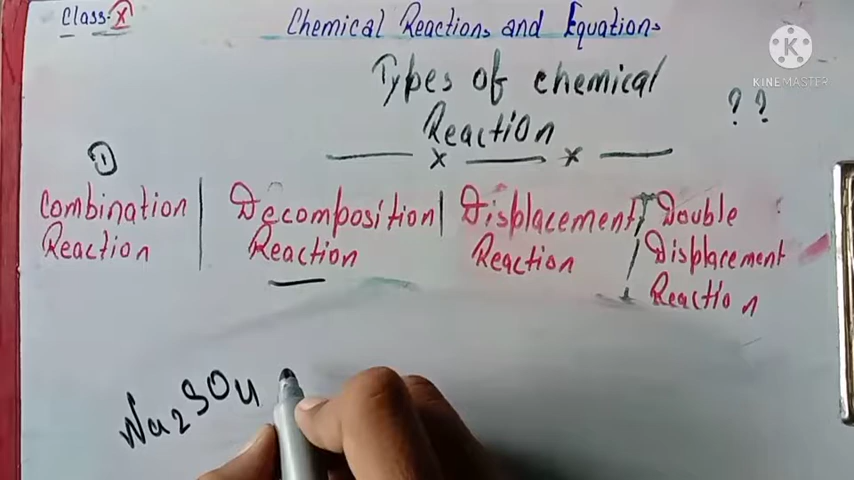 Class-X
Chemical Reactions and Equations
K
KINEMASTER
Types of chemical
Reaction
??
x x
1
Combination
Reaction
Decomposition
Reaction
Displacement
Reaction
Double
Displacement
Reaction
Na2SO4